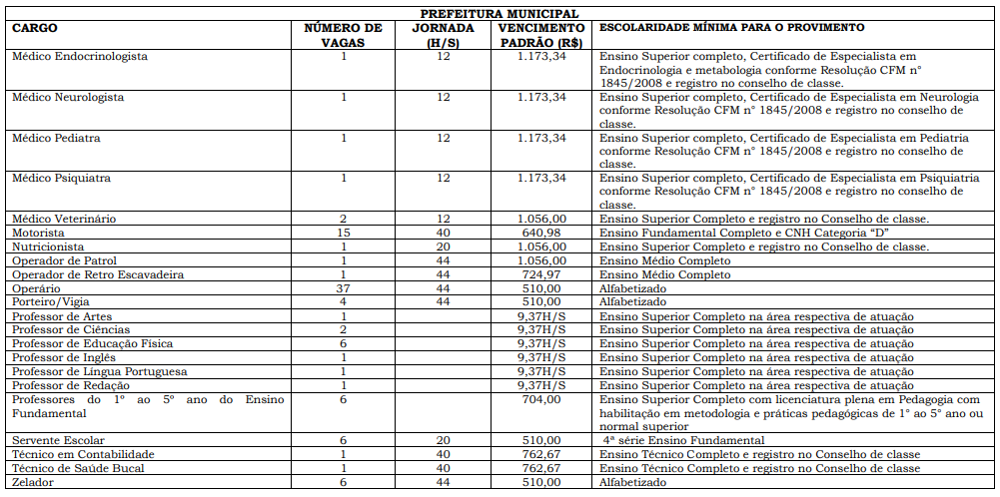 PREFEITURA MUNICIPAL
CARGO NÚMERO DE VAGAS JORNADA (H/S) VENCIMENTO PADRÃO (R$) ESCOLARIDADE MÍNIMA PARA O PROVIMENTO
Médico Endocrinologista 1 12 1.173,34 Ensino Superior completo, Certificado de Especialista em
Endocrinologia e metabologia conforme Resolução CFM n°
1845/2008 e registro no conselho de classe.
Médico Neurologista 1 12 1.173,34 Ensino Superior completo, Certificado de Especialista em Neurologia
conforme Resolução CFM n° 1845/2008 e registro no conselho de
classe.
Médico Pediatra 1 12 1.173,34 Ensino Superior completo, Certificado de Especialista em Pediatria
conforme Resolução CFM n° 1845/2008 e registro no conselho de
classe.
Médico Psiquiatra 1 12 1.173,34 Ensino Superior completo, Certificado de Especialista em Psiquiatria
conforme Resolução CFM n° 1845/2008 e registro no conselho de
classe.
Médico Veterinário 2 12 1.056,00 Ensino Superior Completo e registro no Conselho de classe.
Motorista 15 40 640,98 Ensino Fundamental Completo e CNH Categoria “D”
Nutricionista 1 20 1.056,00 Ensino Superior Completo e registro no Conselho de classe.
Operador de Patrol 1 44 1.056,00 Ensino Médio Completo
Operador de Retro Escavadeira 1 44 724,97 Ensino Médio Completo
Operário 37 44 510,00 Alfabetizado
Porteiro/Vigia 4 44 510,00 Alfabetizado
Professor de Artes 1 9,37H/S Ensino Superior Completo na área respectiva de atuação
Professor de Ciências 2 9,37H/S Ensino Superior Completo na área respectiva de atuação
Professor de Educação Física 6 9,37H/S Ensino Superior Completo na área respectiva de atuação
Professor de Inglês 1 9,37H/S Ensino Superior Completo na área respectiva de atuação
Professor de Língua Portuguesa 1 9,37H/S Ensino Superior Completo na área respectiva de atuação
Professor de Redação 1 9,37H/S Ensino Superior Completo na área respectiva de atuação
Professores do 1º ao 5º ano do Ensino 6 704,00 Ensino Superior Completo com licenciatura plena em Pedagogia com
Fundamental habilitação em metodologia e práticas pedagógicas de 1° ao 5° ano ou
normal superior
Servente Escolar 6 20 510,00 4ª série Ensino Fundamental
Técnico em Contabilidade 1 40 762,67 Ensino Técnico Completo e registro no Conselho de classe
Técnico de Saúde Bucal 1 40 762,67 Ensino Técnico Completo e registro no Conselho de classe
Zelador 6 44 510,00 Alfabetizado